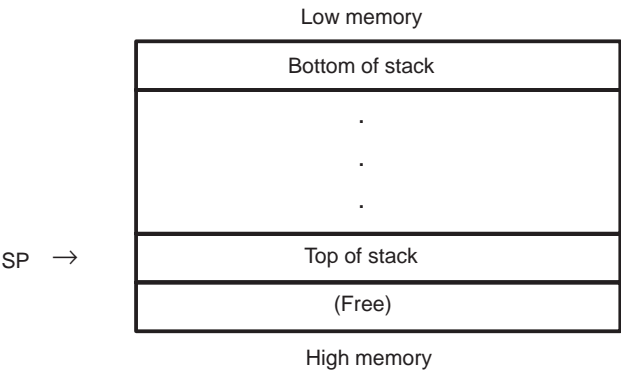 Low memory
Bottom of stack
.
.
.
SP → Top of stack
(Free)
High memory